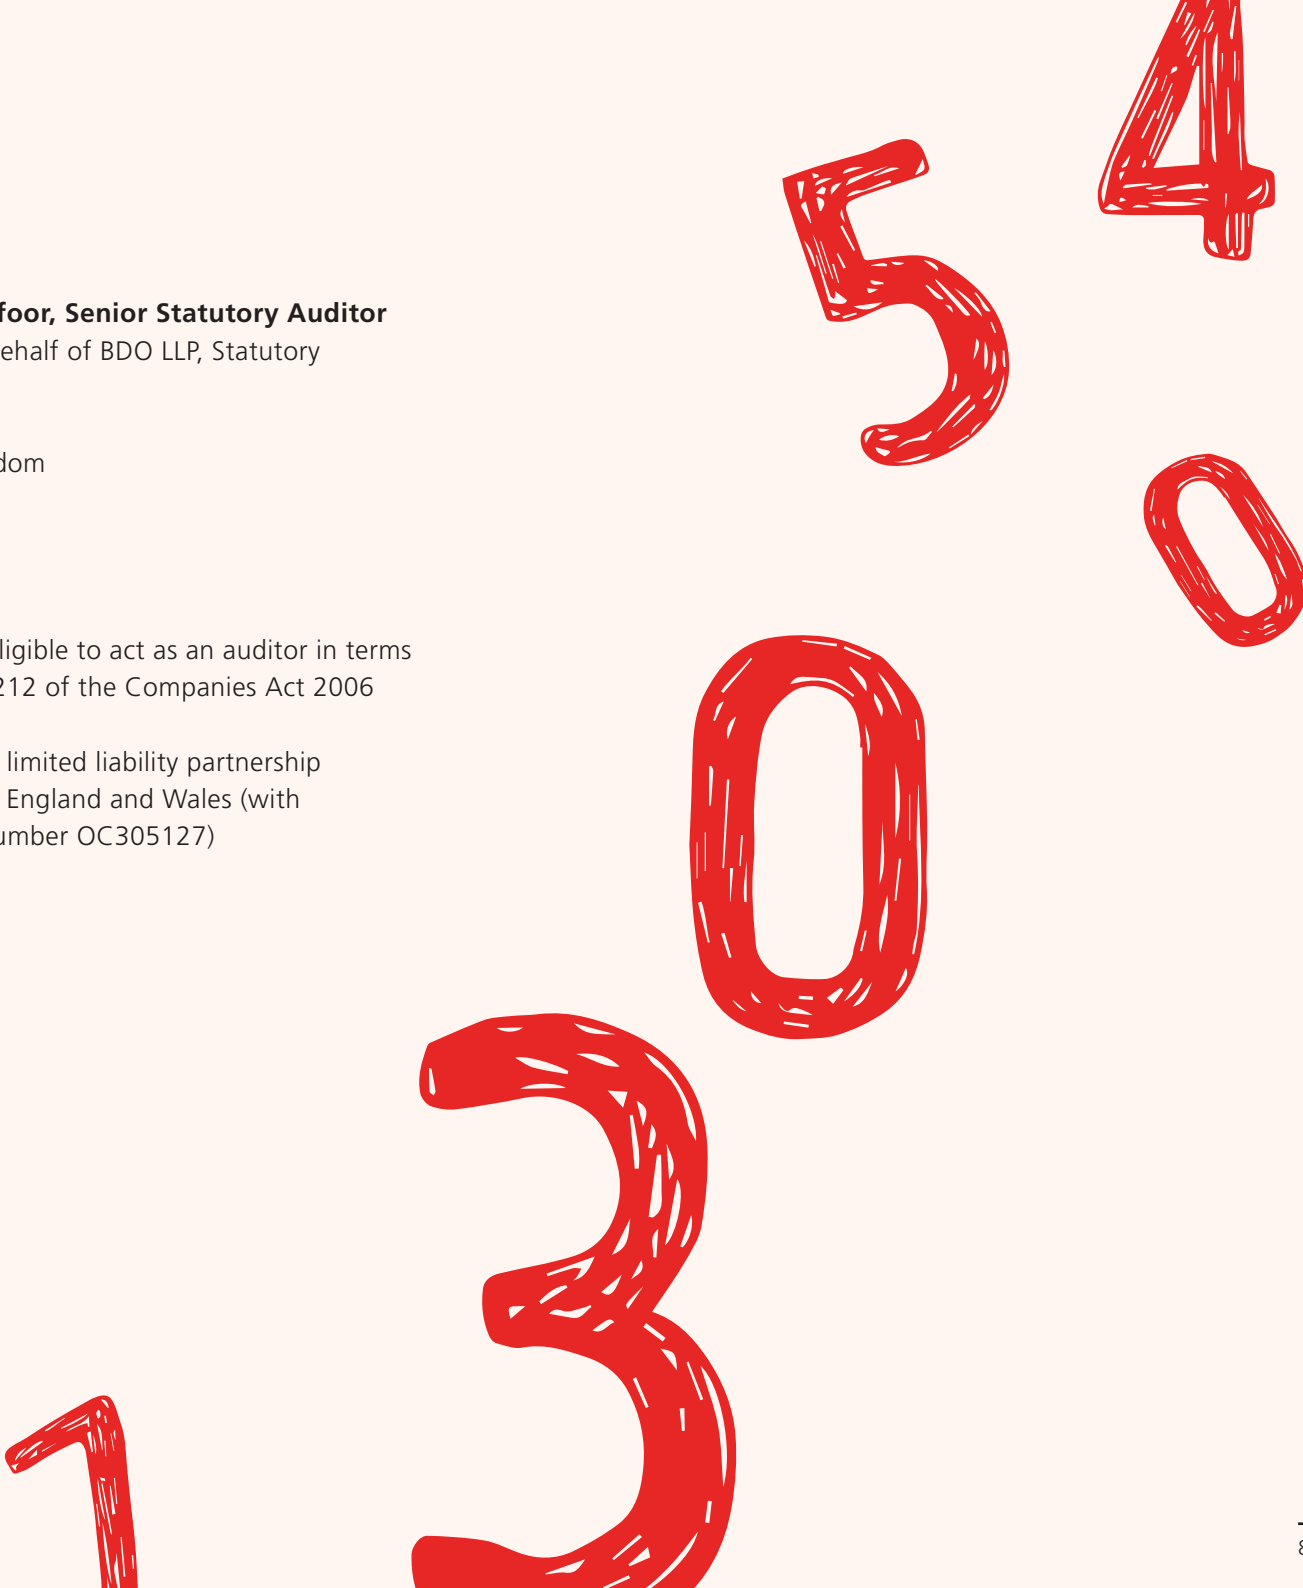 4
5
foor, Senior Statutory Auditor
ehalf of BDO LLP, Statutory
dom
0
ligible to act as an auditor in terms
212 of the Companies Act 2006
0
limited liability partnership
England and Wales (with
umber OC305127)
3
1
8